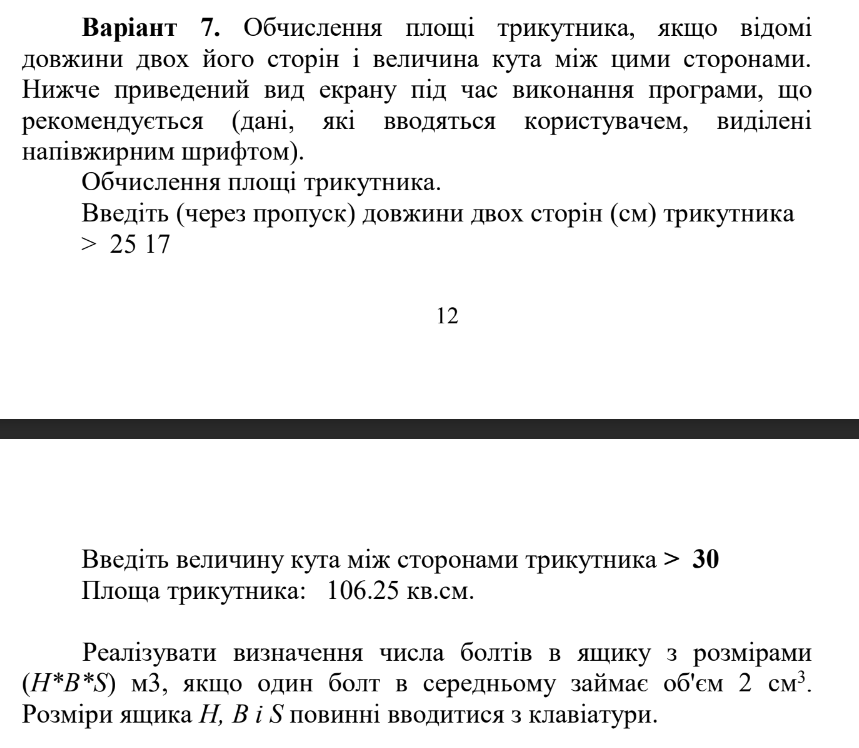 Варіант 7. Обчислення площі трикутника, якщо відомі
довжини двох його сторін і величина кута між цими сторонами.
Нижче приведений вид екрану під час виконання програми, що
рекомендується (дані, які вводяться користувачем, виділені
напівжирним шрифтом).
Обчислення площі трикутника.
Введіть (через пропуск) довжини двох сторін (см) трикутника
> 25 17
12
Введіть величину кута між сторонами трикутника > 30
Площа трикутника: 106.25 кв.см.
Реалізувати визначення числа болтів в ящику з розмірами
(H*B*S) м3, якщо один болт в середньому займає об'єм 2 см³.
Розміри ящика H, B і S повинні вводитися з клавіатури.